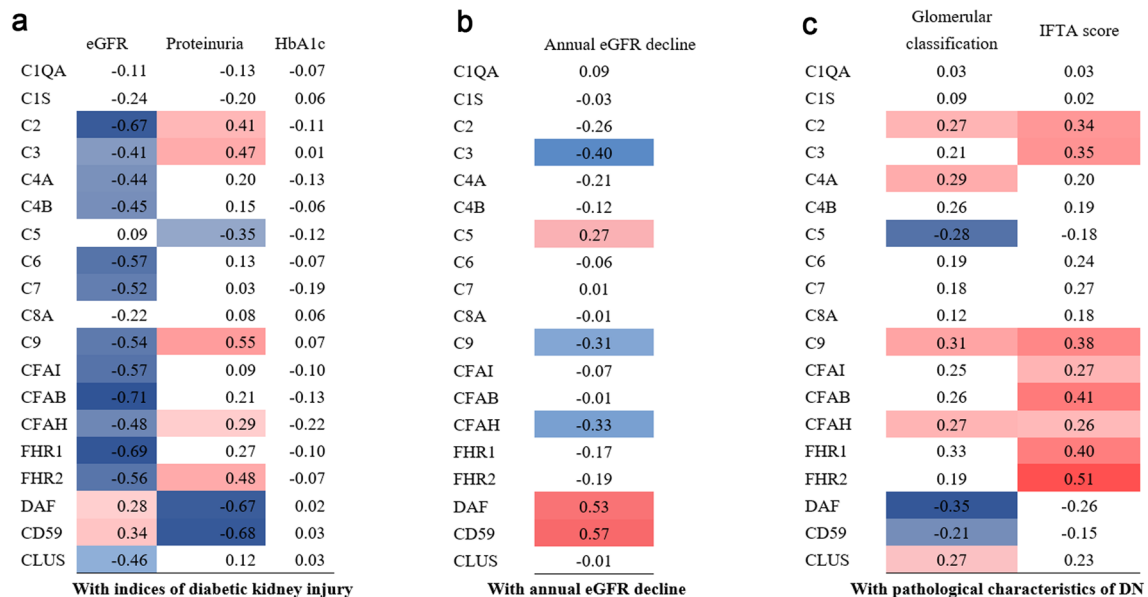 a
eGFR Proteinuria HbA1c
C1QA -0.11 -0.13 -0.07
C1S -0.24 -0.20 0.06
C2 -0.67 0.41 -0.11
C3 -0.41 0.47 0.01
C4A -0.44 0.20 -0.13
C4B -0.45 0.15 -0.06
C5 0.09 -0.35 -0.12
C6 -0.57 0.13 -0.07
C7 -0.52 0.03 -0.19
C8A -0.22 0.08 0.06
C9 -0.54 0.55 0.07
CFAI -0.57 0.09 -0.10
CFAB -0.71 0.21 -0.13
CFAH -0.48 0.29 -0.22
FHR1 -0.69 0.27 -0.10
FHR2 -0.56 0.48 -0.07
DAF 0.28 -0.67 0.02
CD59 0.34 -0.68 0.03
CLUS -0.46 0.12 0.03
With indices of diabetic kidney injury
b
Annual eGFR decline
C1QA 0.09
C1S -0.03
C2 -0.26
C3 -0.40
C4A -0.21
C4B -0.12
C5 0.27
C6 -0.06
C7 0.01
C8A -0.01
C9 -0.31
CFAI -0.07
CFAB -0.01
CFAH -0.33
FHR1 -0.17
FHR2 -0.19
DAF 0.53
CD59 0.57
CLUS -0.01
With annual eGFR decline
c
Glomerular
classification IFTA score
C1QA 0.03 0.03
C1S 0.09 0.02
C2 0.27 0.34
C3 0.21 0.35
C4A 0.29 0.20
C4B 0.26 0.19
C5 -0.28 -0.18
C6 0.19 0.24
C7 0.18 0.27
C8A 0.12 0.18
C9 0.31 0.38
CFAI 0.25 0.27
CFAB 0.26 0.41
CFAH 0.27 0.26
FHR1 0.33 0.40
FHR2 0.19 0.51
DAF -0.35 -0.26
CD59 -0.21 -0.15
CLUS 0.27 0.23
With pathological characteristics of DN